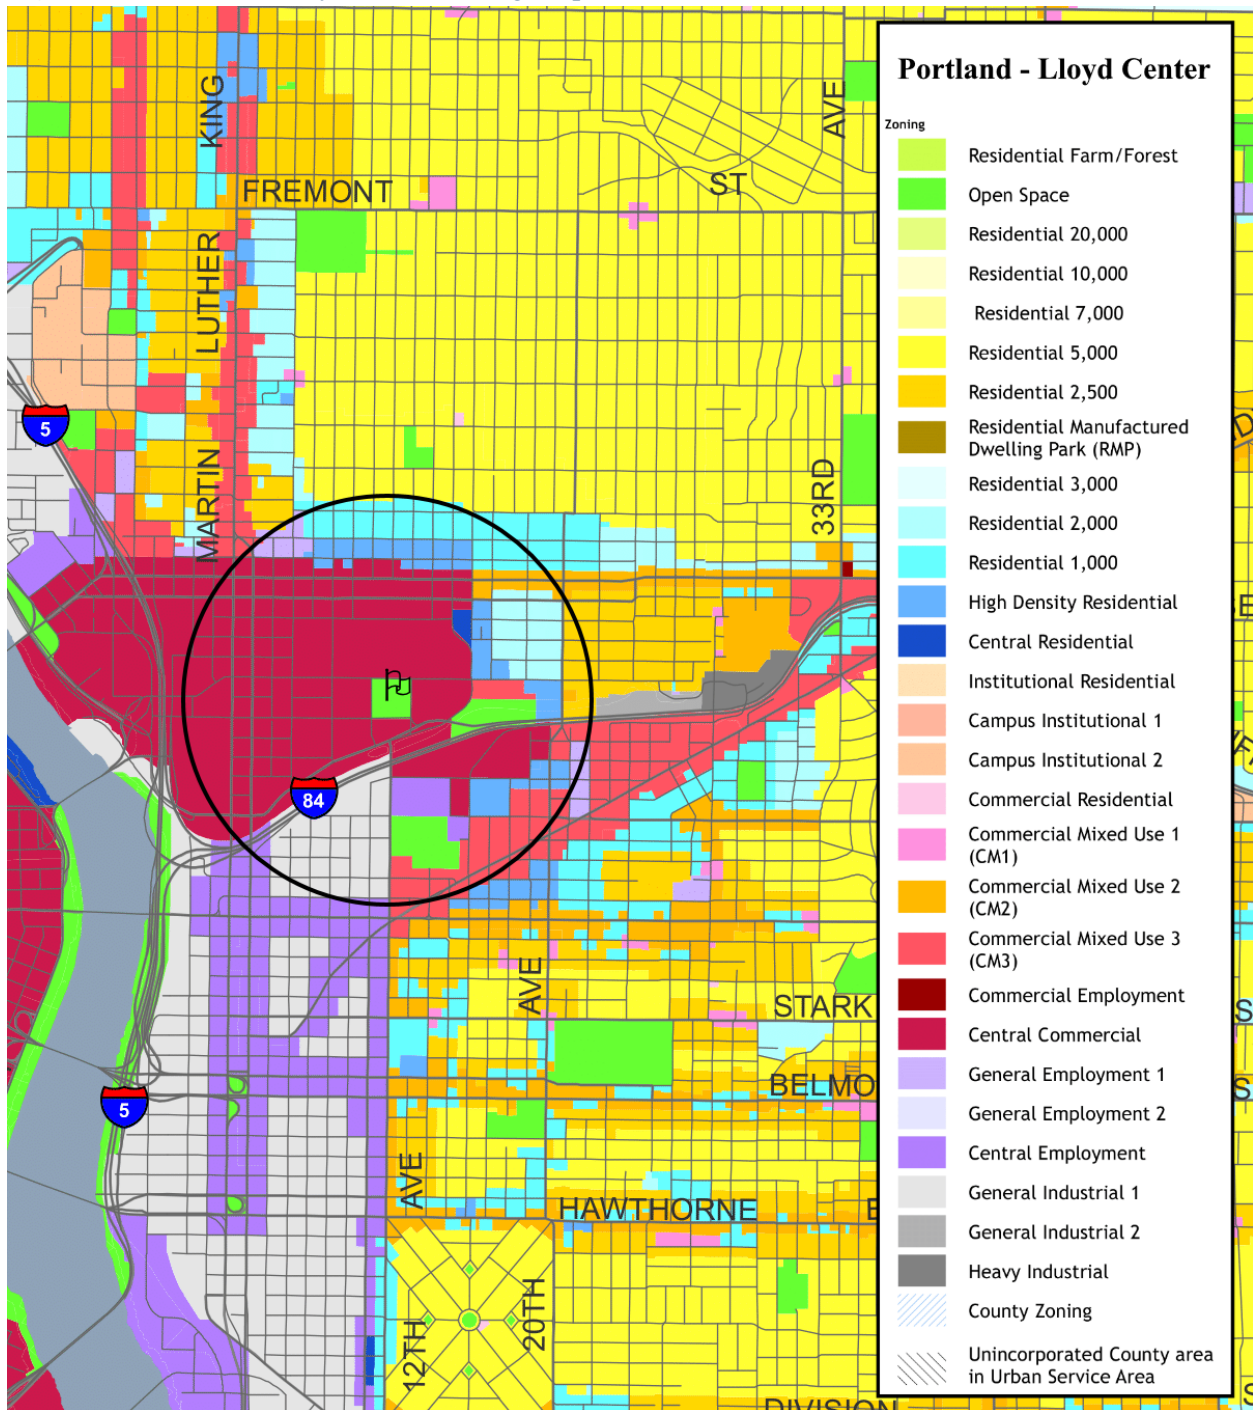 Portland - Lloyd Center
Zoning
Residential Farm/Forest
Open Space
Residential 20,000
Residential 10,000
Residential 7,000
Residential 5,000
Residential 2,500
Residential Manufactured
Dwelling Park (RMP)
Residential 3,000
Residential 2,000
Residential 1,000
High Density Residential
Central Residential
Institutional Residential
Campus Institutional 1
Campus Institutional 2
Commercial Residential
Commercial Mixed Use 1
(CM1)
Commercial Mixed Use 2
(CM2)
Commercial Mixed Use 3
(CM3)
Commercial Employment
Central Commercial
General Employment 1
General Employment 2
Central Employment
General Industrial 1
General Industrial 2
Heavy Industrial
County Zoning
Unincorporated County area
in Urban Service Area
KING
AVE
FREMONT
ST
LUTHER
5
MARTIN
33RD
84
AVE
STARK
5
BELMO
AVE
HAWTHORNE
12TH
20TH
DIVISION